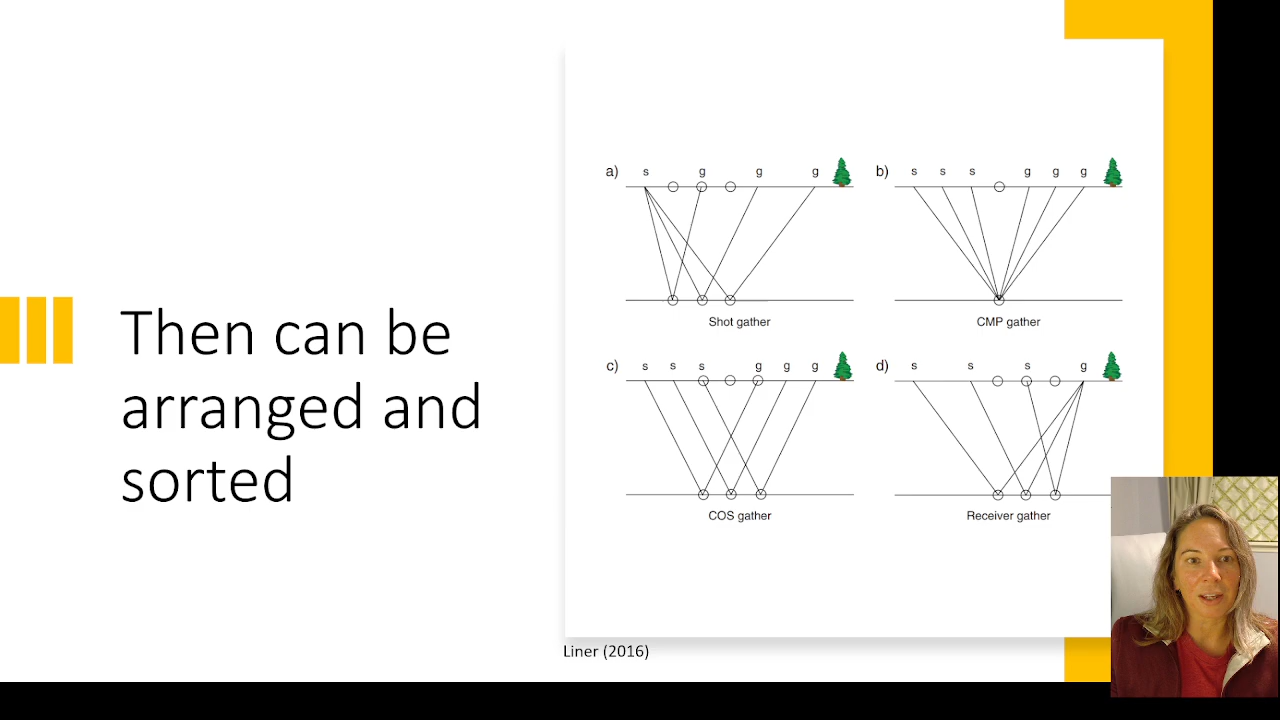 Then can be
arranged and
sorted
a) s g g g
Shot gather
b) s s s g g g
CMP gather
c) s s s g g g
COS gather
d) s s s g
Receiver gather
Liner (2016)